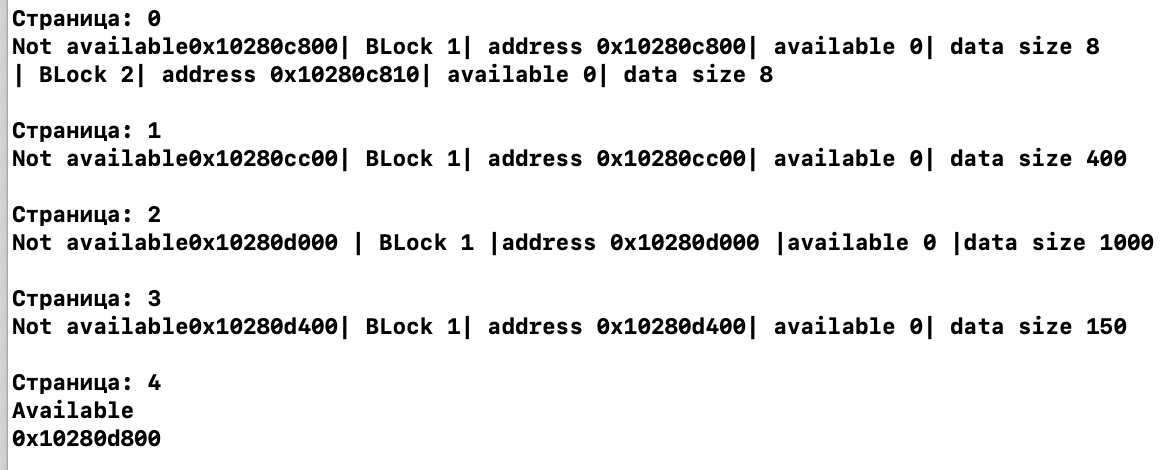 Страница: 0
Not available0x10280c800| BLock 1| address 0x10280c800| available 0| data size 8
| BLock 2| address 0x10280c810| available 0| data size 8
Страница: 1
Not available0x10280cc00| BLock 1| address 0x10280cc00| available 0| data size 400
Страница: 2
Not available0x10280d000 | BLock 1 |address 0x10280d000 |available 0 |data size 1000
Страница: 3
Not available0x10280d400| BLock 1| address 0x10280d400| available 0| data size 150
Страница: 4
Available
0x10280d800